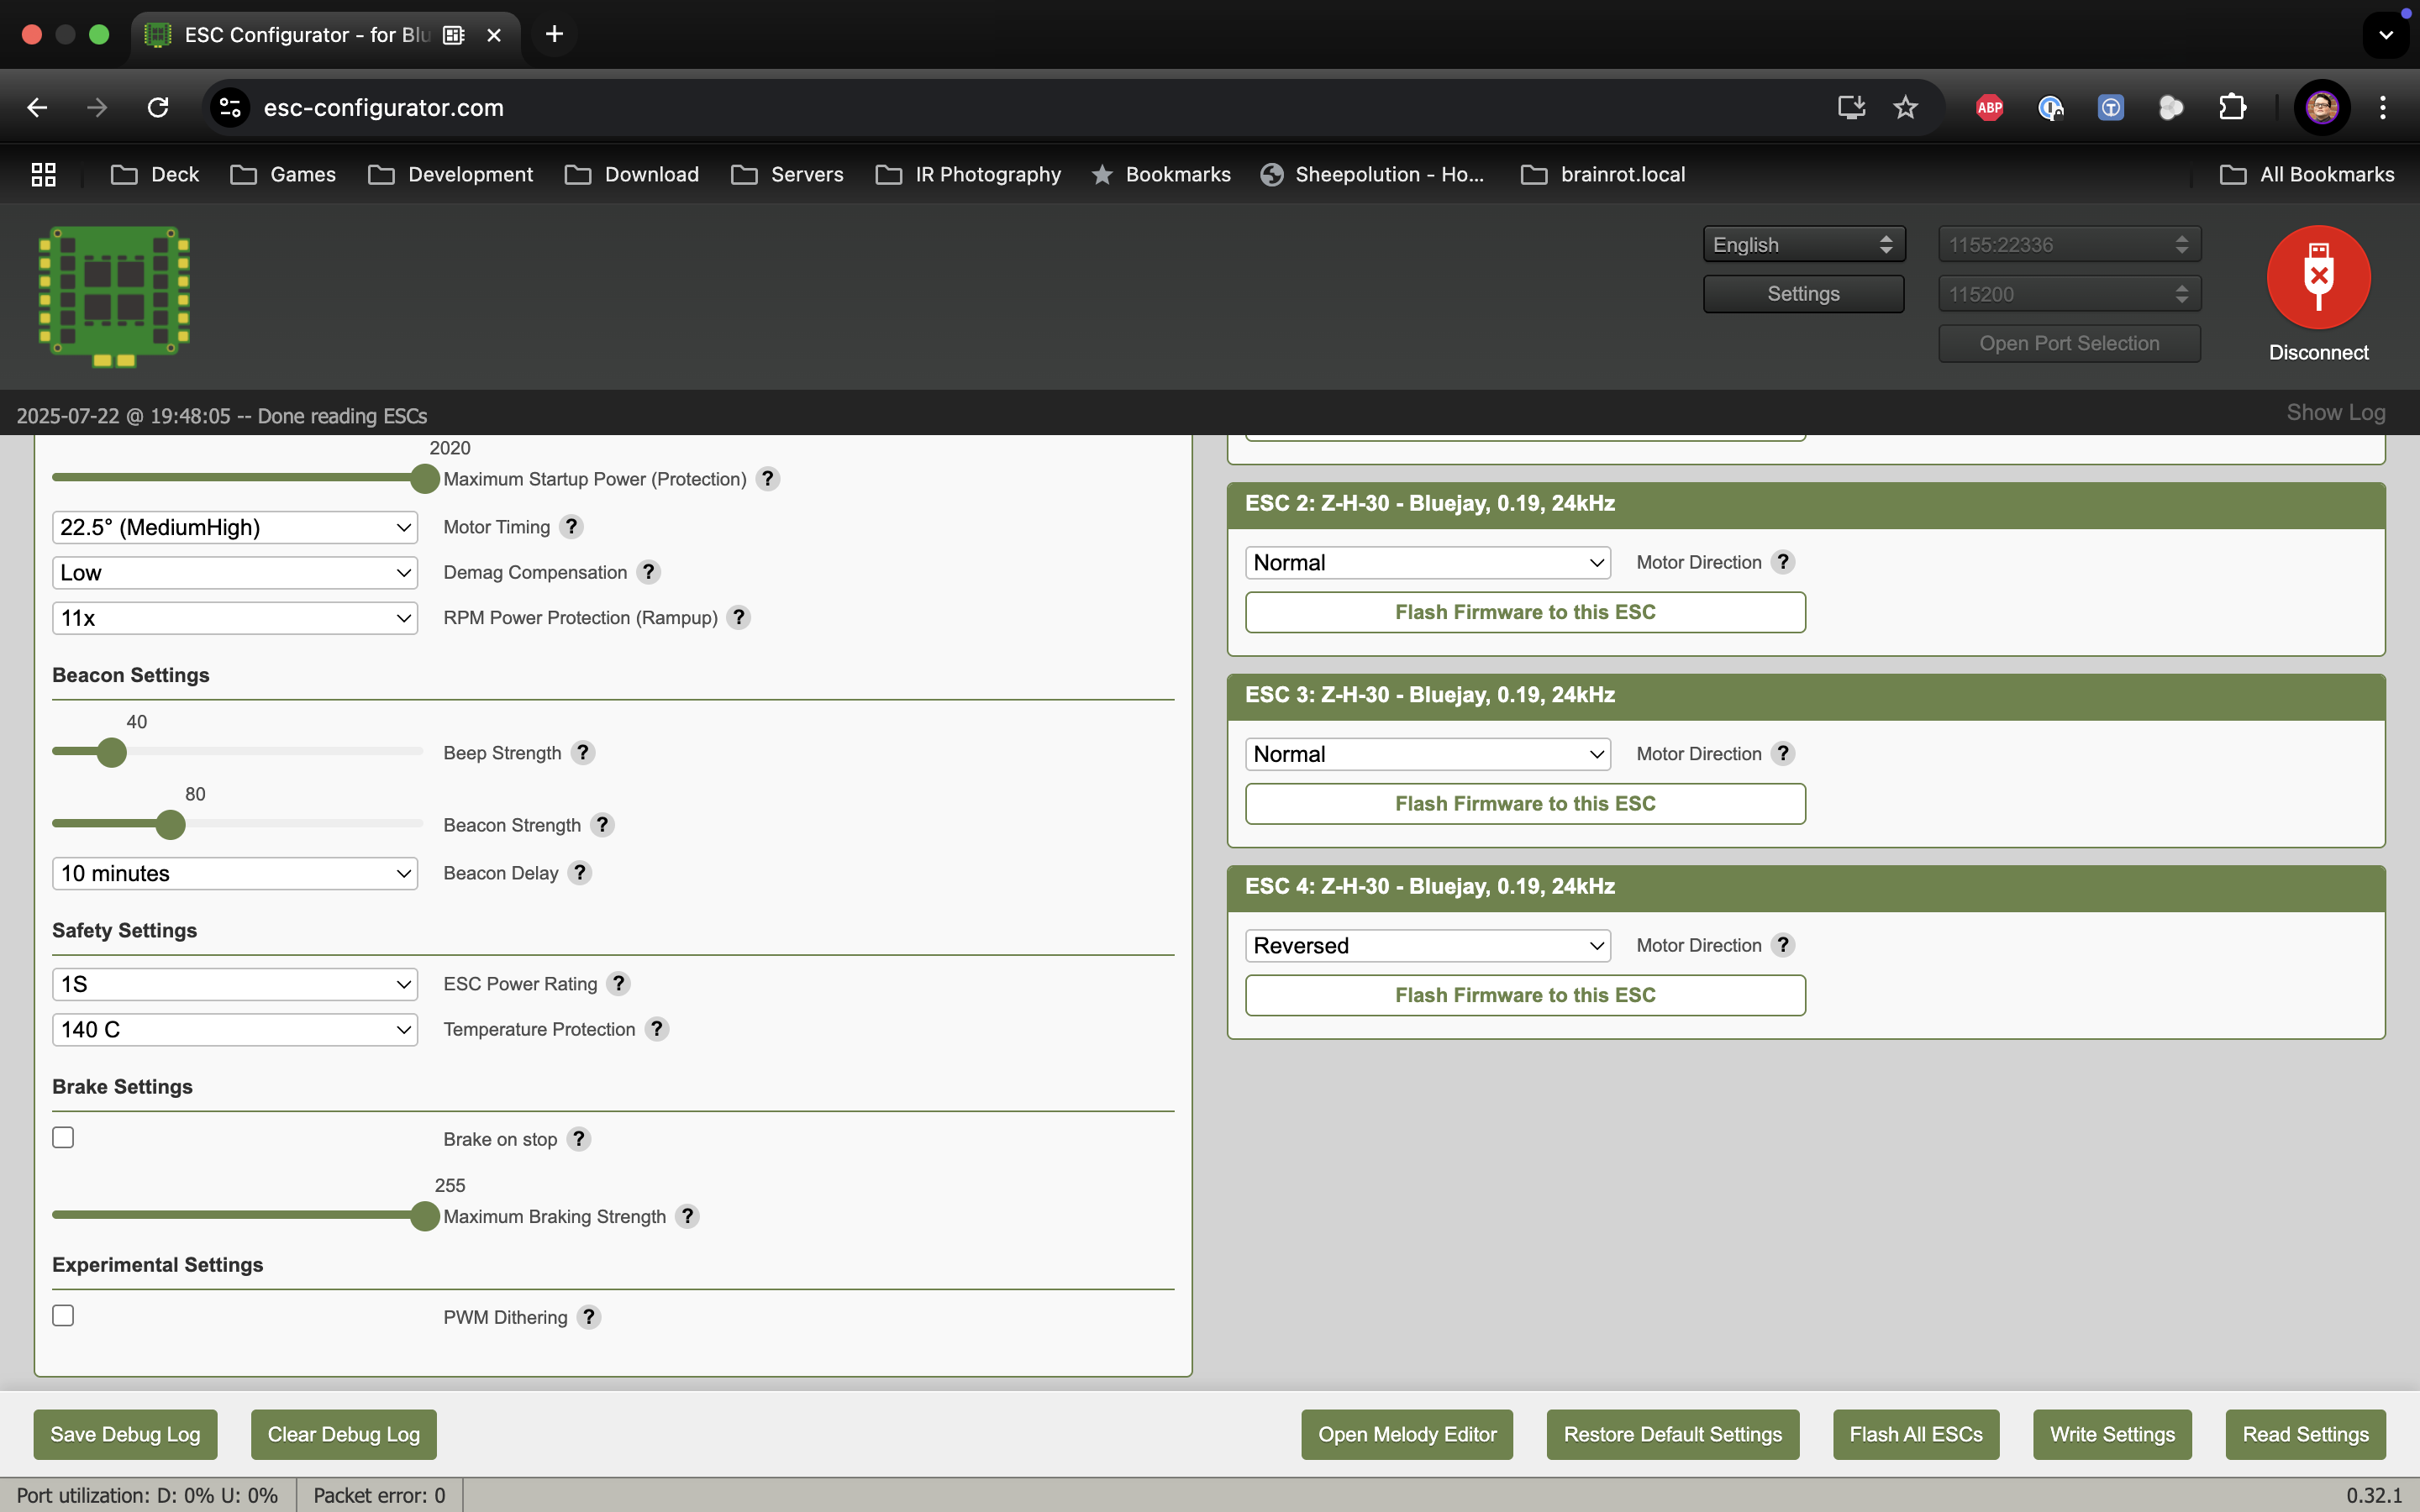 ESC Configurator - for Blu
esc-configurator.com
ABP
Deck
Games
Development
Download
Servers
IR Photography
Bookmarks
Sheepolution - Ho...
brainrot.local
All Bookmarks
English
1155:22336
Settings
115200
Open Port Selection
Disconnect
2025-07-22 @ 19:48:05 -- Done reading ESCs
Show Log
2020
Maximum Startup Power (Protection) ?
22.5° (MediumHigh) Motor Timing ?
Low Demag Compensation ?
11x RPM Power Protection (Rampup) ?
Beacon Settings
40
Beep Strength ?
80
Beacon Strength ?
10 minutes Beacon Delay ?
Safety Settings
1S ESC Power Rating ?
140 C Temperature Protection ?
Brake Settings
Brake on stop ?
255
Maximum Braking Strength ?
Experimental Settings
PWM Dithering ?
ESC 2: Z-H-30 - Bluejay, 0.19, 24kHz
Normal Motor Direction ?
Flash Firmware to this ESC
ESC 3: Z-H-30 - Bluejay, 0.19, 24kHz
Normal Motor Direction ?
Flash Firmware to this ESC
ESC 4: Z-H-30 - Bluejay, 0.19, 24kHz
Reversed Motor Direction ?
Flash Firmware to this ESC
Save Debug Log
Clear Debug Log
Open Melody Editor
Restore Default Settings
Flash All ESCs
Write Settings
Read Settings
Port utilization: D: 0% U: 0%
Packet error: 0
0.32.1